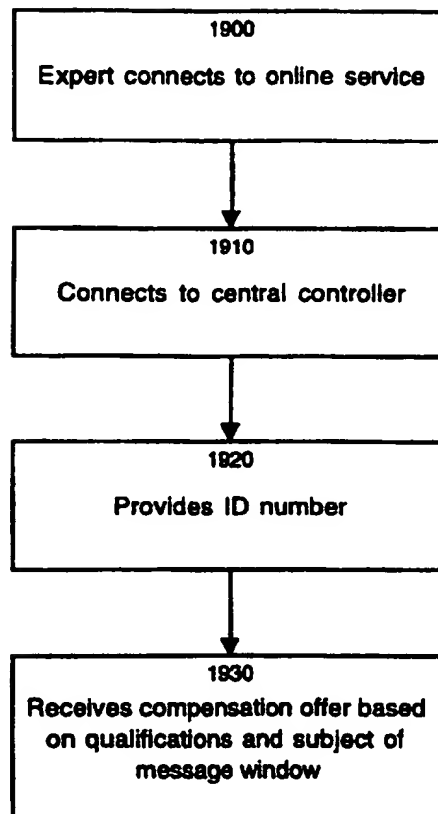 1900
Expert connects to online service
1910
Connects to central controller
1920
Provides ID number
1930
Receives compensation offer based
on qualifications and subject of
message window